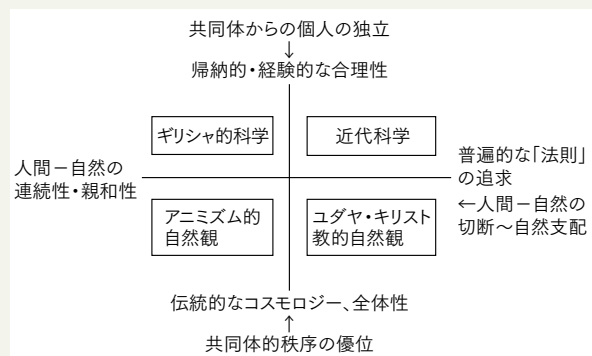 共同体からの個人の独立
↓
帰納的・経験的な合理性
ギリシャ的科学
近代科学
人間－自然の
連続性・親和性
普遍的な「法則」
の追求
←人間－自然の
切断～自然支配
アニミズム的
自然観
ユダヤ・キリスト
教的自然観
伝統的なコスモロジー、全体性
↑
共同体的秩序の優位